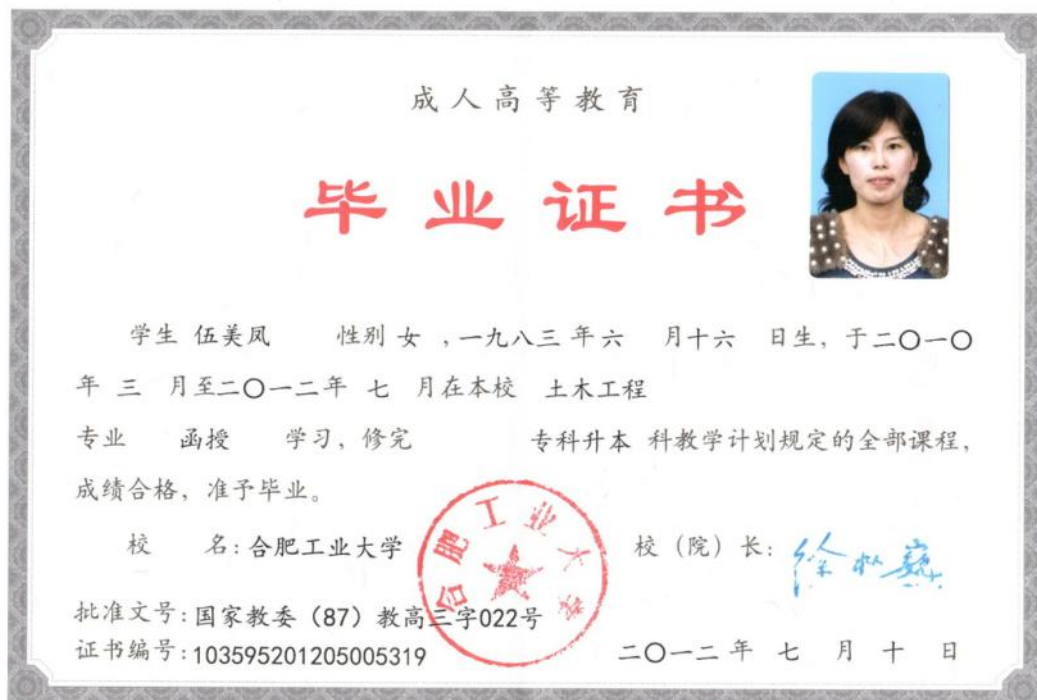 成人高等教育
毕业证书
学生 伍美凤 性别 女 ,一九八三 年 六 月十六 日生, 于二〇一〇
年 三 月至二〇一二年 七 月在本校 土木工程
专业 函授 学习, 修完 专科升本 科教学计划规定的全部课程,
成绩合格, 准予毕业。
校 名: 合肥工业大学 校 (院) 长: 徐枞巍
合肥工业大学
批准文号: 国家教委 (87) 教高三字022号
证书编号: 103595201205005319 二〇一二 年 七 月 十 日